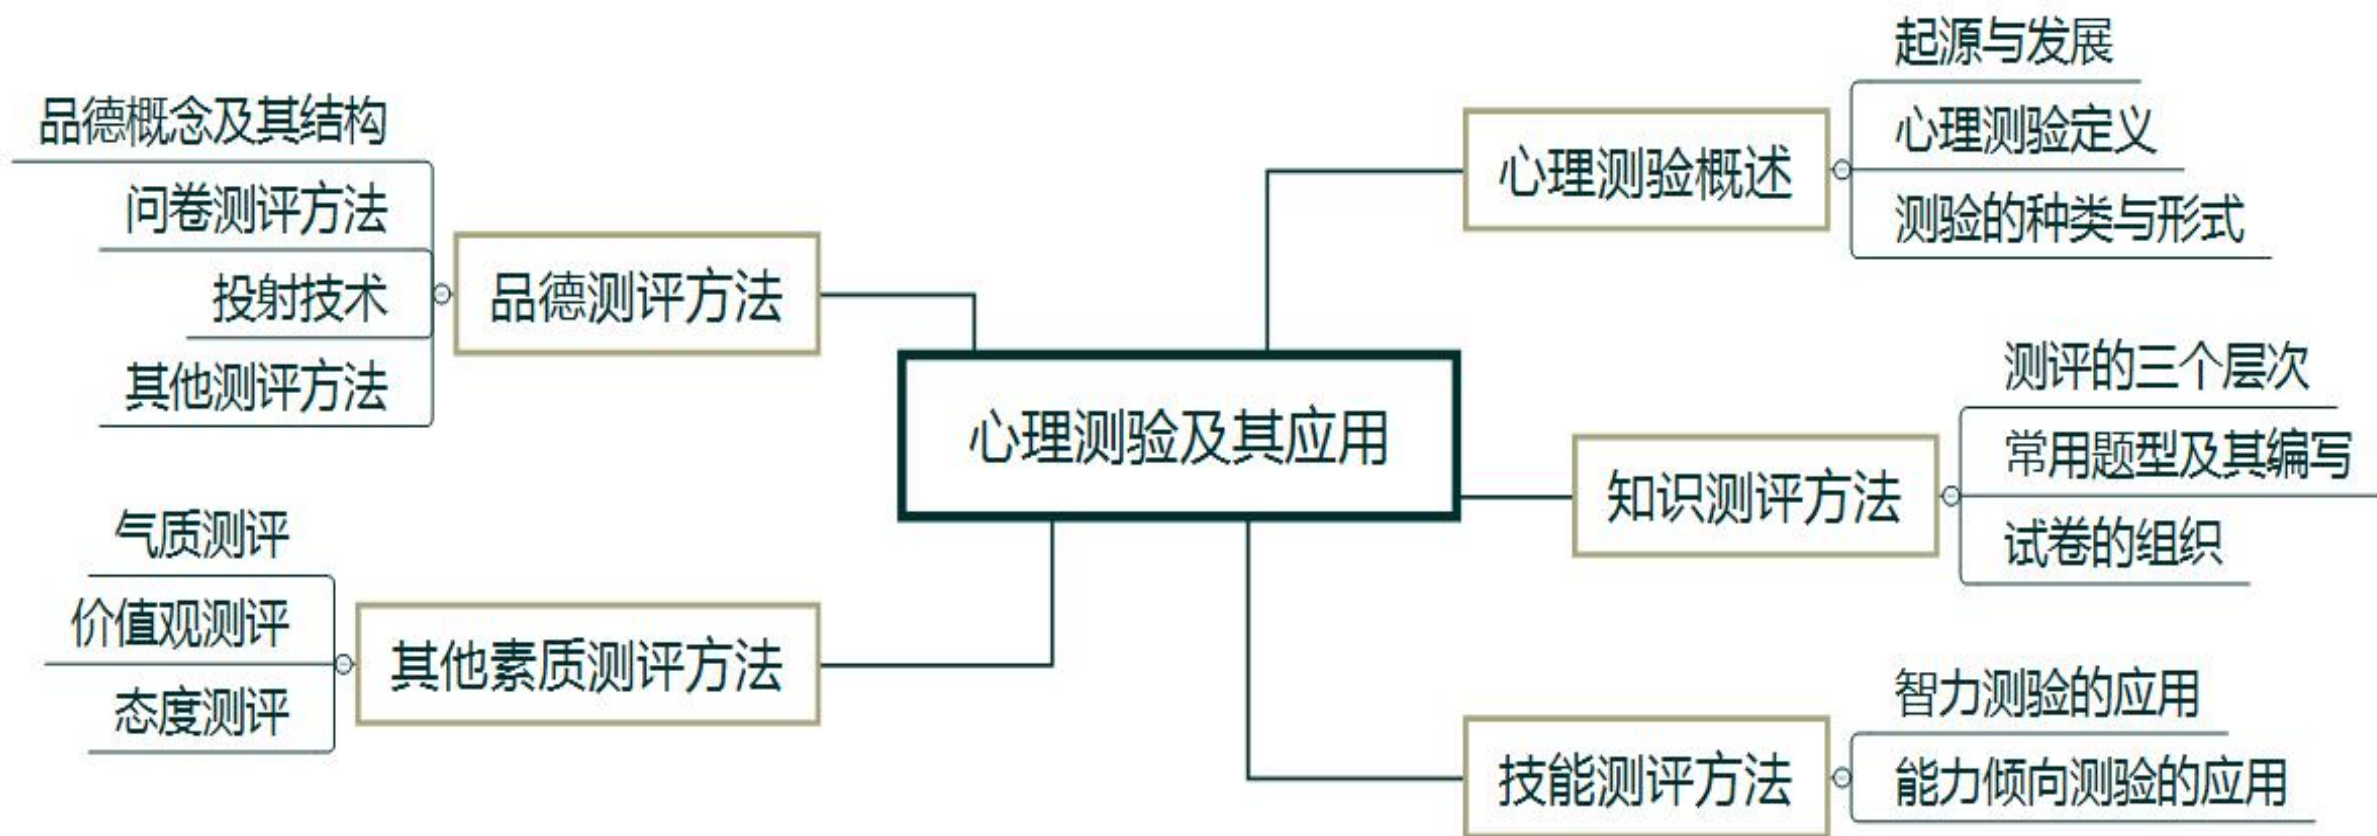 心理测验及其应用
心理测验概述
起源与发展
心理测验定义
测验的种类与形式
知识测评方法
测评的三个层次
常用题型及其编写
试卷的组织
技能测评方法
智力测验的应用
能力倾向测验的应用
品德测评方法
品德概念及其结构
问卷测评方法
投射技术
其他测评方法
其他素质测评方法
气质测评
价值观测评
态度测评